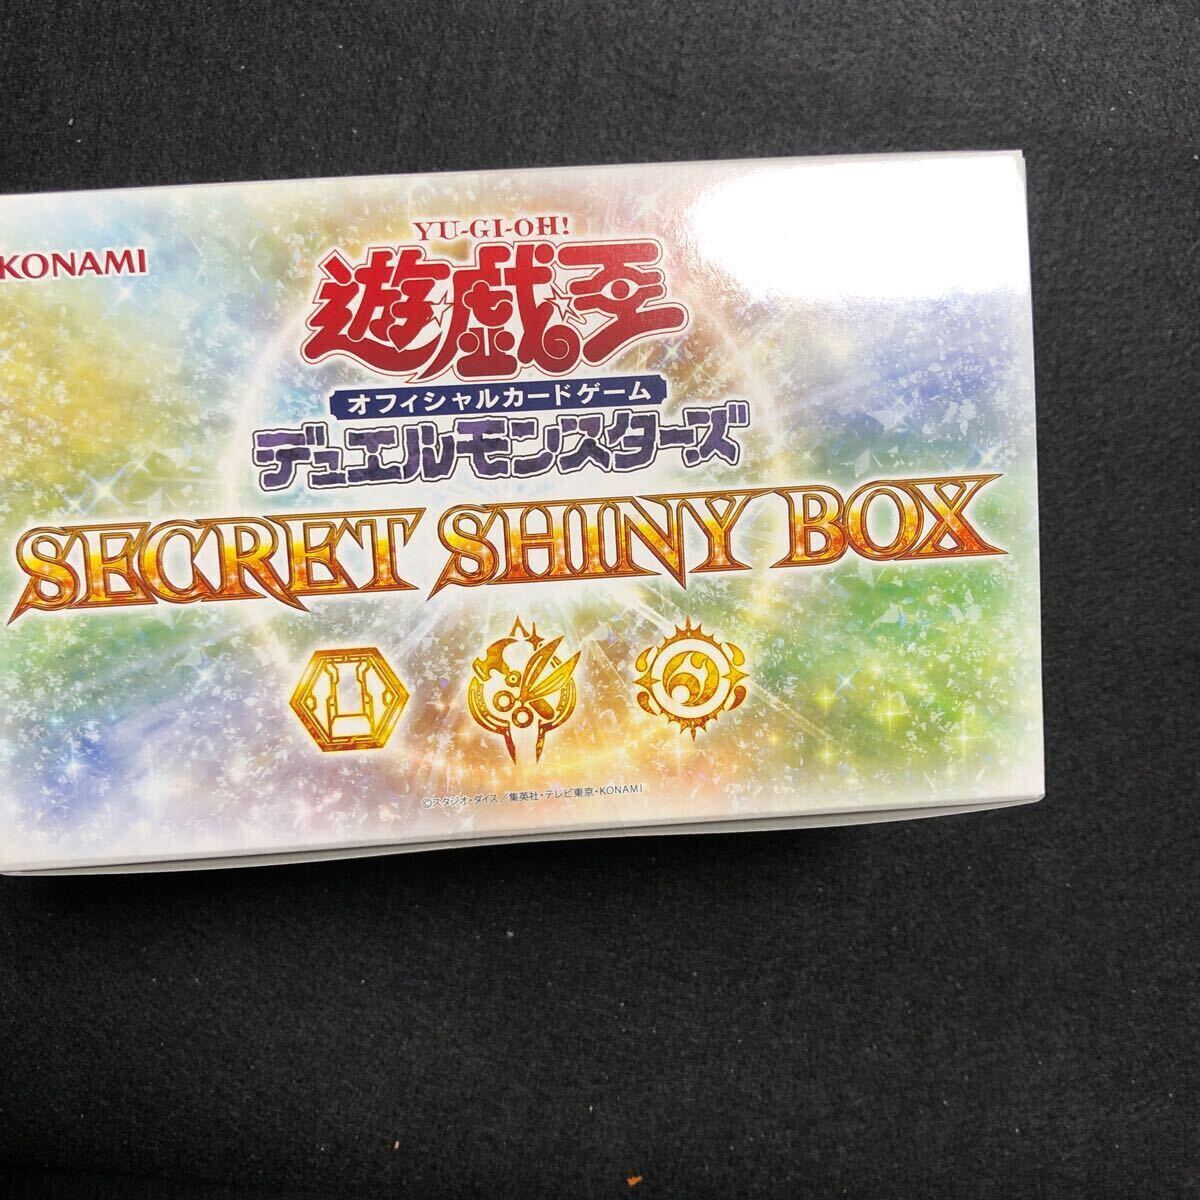 KONAMI
YU-GI-OH!
遊☆戯☆王
オフィシャルカードゲーム
デュエルモンスターズ
SECRET SHINY BOX
©スタジオ・ダイス／集英社・テレビ東京・KONAMI